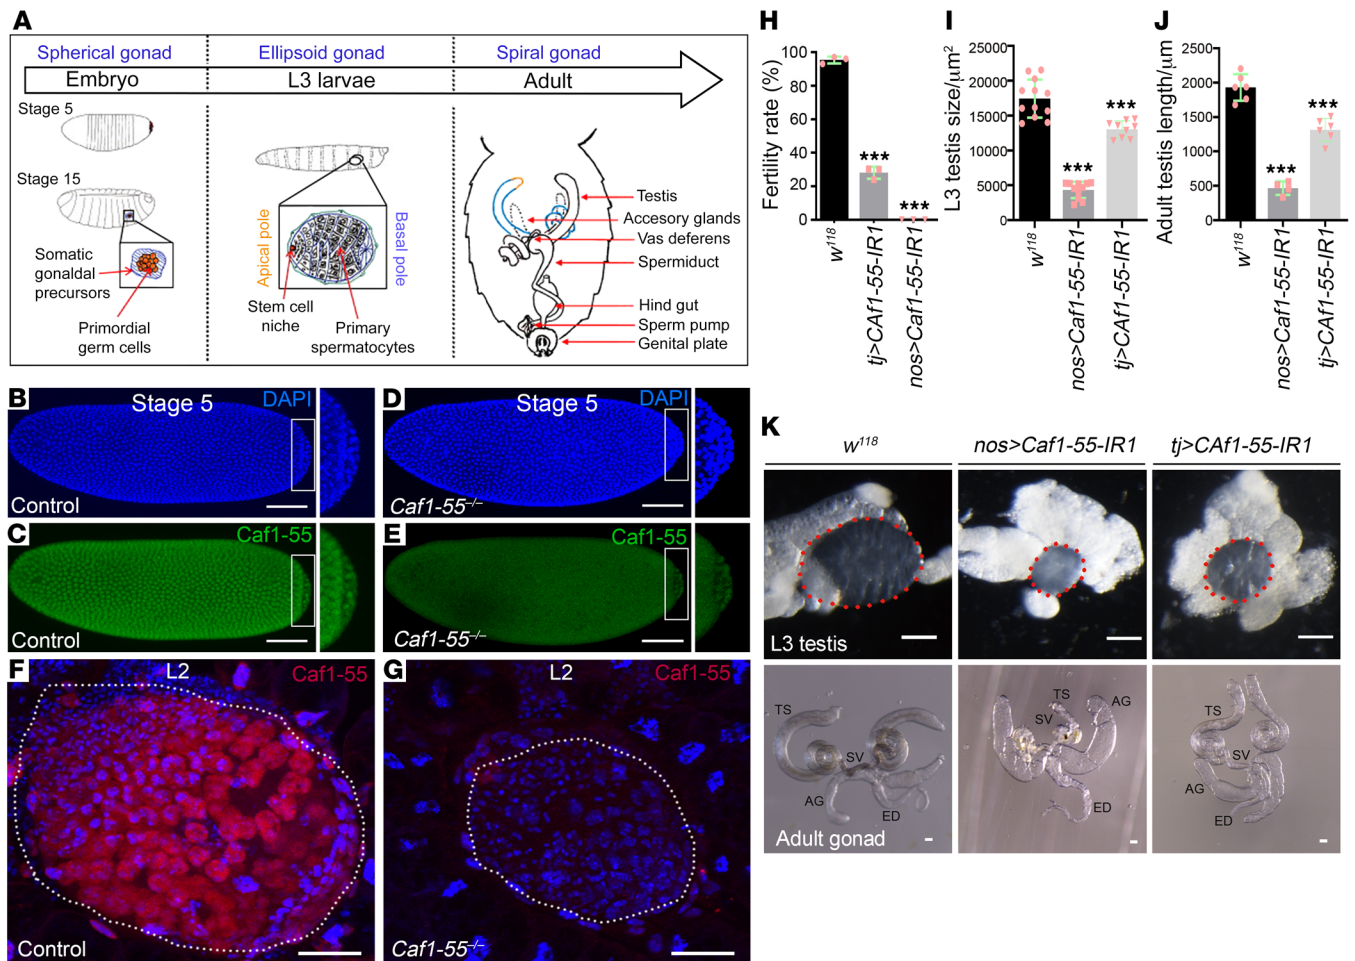 A
Spherical gonad
Ellipsoid gonad
Spiral gonad
Embryo
L3 larvae
Adult
Stage 5
Stage 15
Somatic
gonaldal
precursors
Primordial
germ cells
Apical pole
Basal pole
Stem cell
niche
Primary
spermatocytes
Testis
Accesory glands
Vas deferens
Spermiduct
Hind gut
Sperm pump
Genital plate
H
Fertility rate (%)
100
80
60
40
20
0
***
***
w118
tj>CAf1-55-IR1
nos>Caf1-55-IR1
I
L3 testis size/μm2
25000
20000
15000
10000
5000
0
***
***
w118
nos>Caf1-55-IR1
tj>CAf1-55-IR1
J
Adult testis length/μm
2500
2000
1500
1000
500
0
***
***
w118
nos>Caf1-55-IR1
tj>CAf1-55-IR1
B
Stage 5
DAPI
Control
D
Stage 5
DAPI
Caf1-55–/–
C
Caf1-55
Control
E
Caf1-55
Caf1-55–/–
F
L2
Caf1-55
Control
G
L2
Caf1-55
Caf1-55–/–
K
w118
nos>Caf1-55-IR1
tj>CAf1-55-IR1
L3 testis
TS
SV
AG
ED
Adult gonad
TS
AG
SV
ED
TS
SV
AG
ED